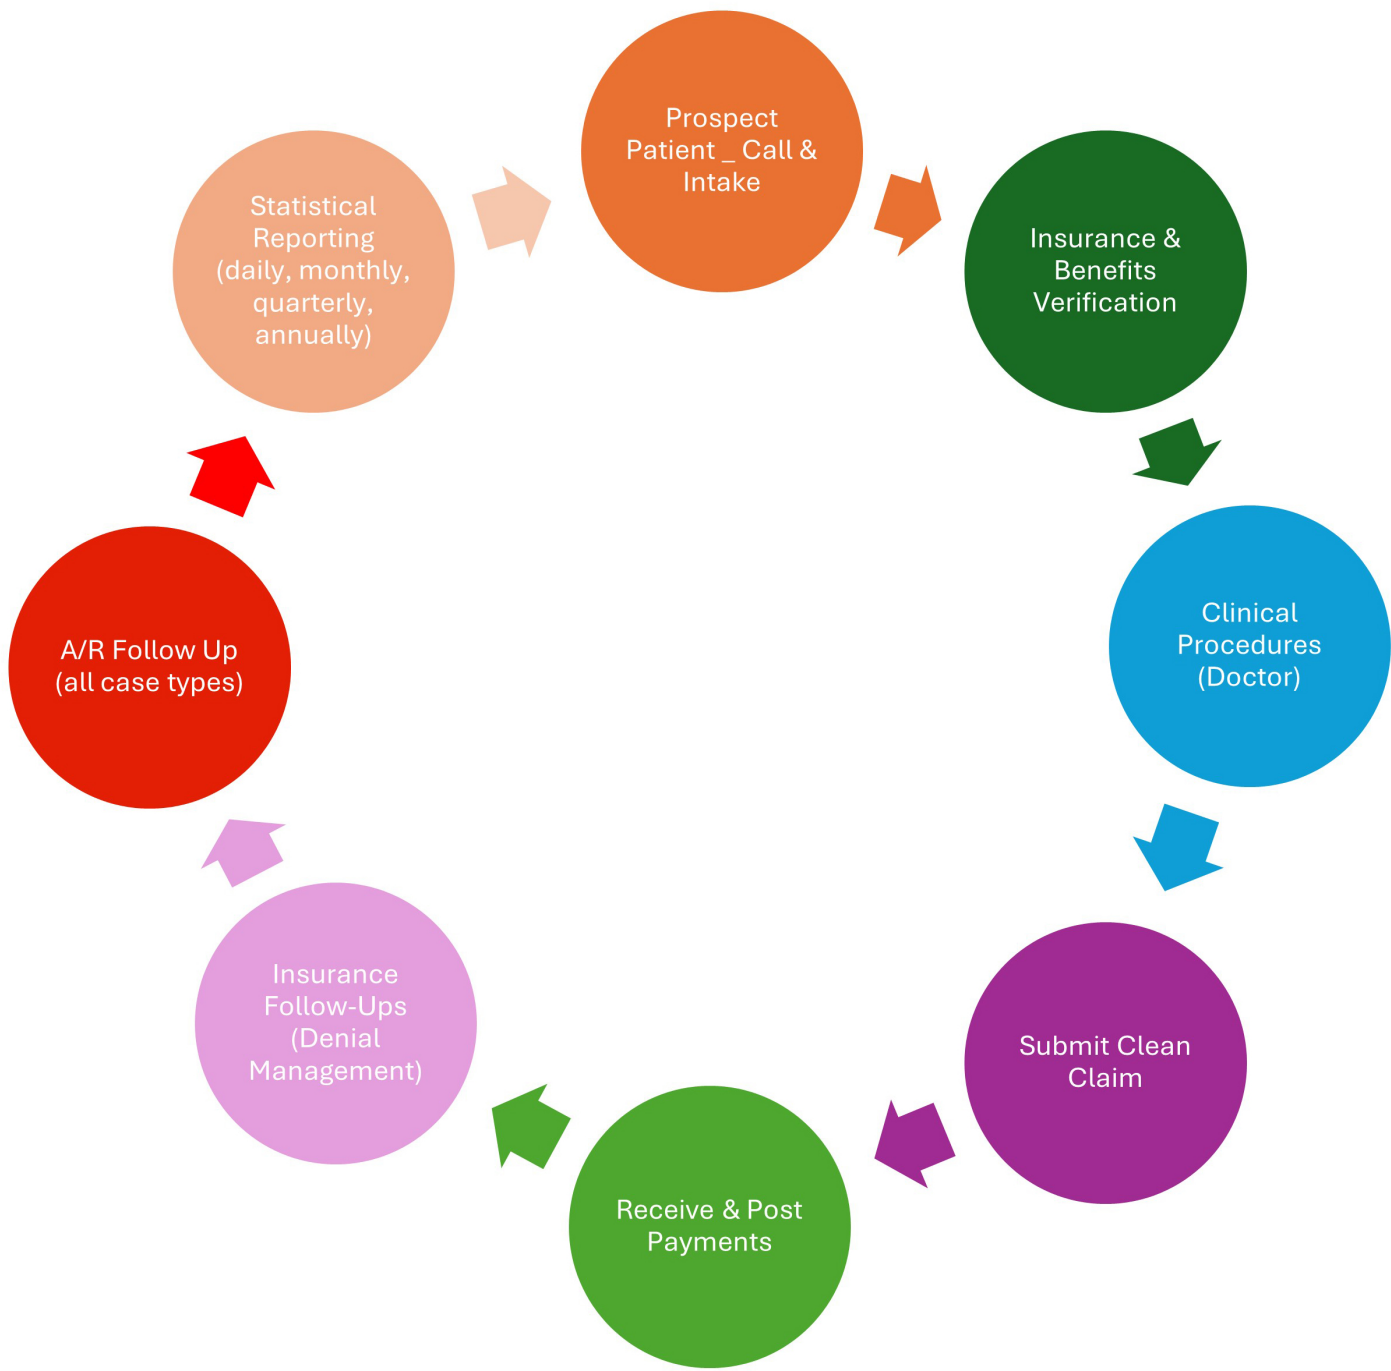 Prospect
Patient _ Call &
Intake
Insurance &
Benefits
Verification
Clinical
Procedures
(Doctor)
Submit Clean
Claim
Receive & Post
Payments
Insurance
Follow-Ups
(Denial
Management)
A/R Follow Up
(all case types)
Statistical
Reporting
(daily, monthly,
quarterly,
annually)